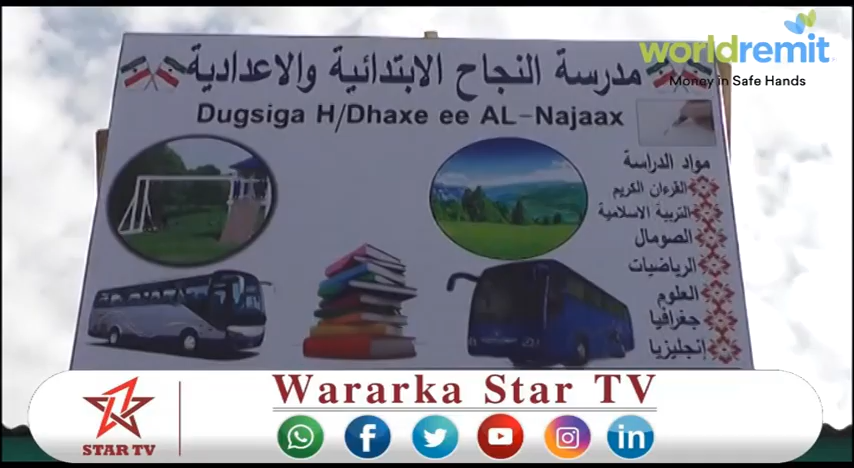 worldremit
Money in Safe Hands
مدرسة النجاح الابتدائية والاعدادية
Dugsiga H/Dhaxe ee AL-Najaax
مواد الدراسة
القرءان الكريم
التربية الاسلامية
الصومال
الرياضيات
العلوم
جغرافيا
إنجليزيا
Wararka Star TV
STAR TV